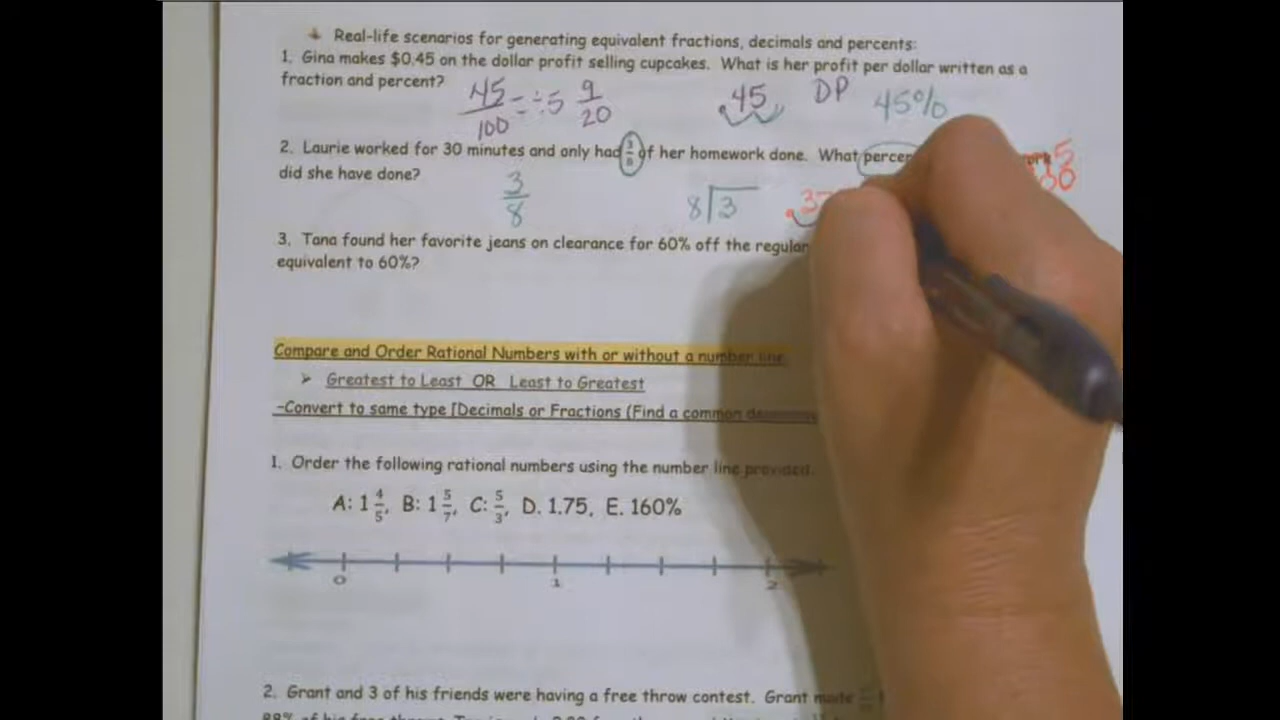 Real-life scenarios for generating equivalent fractions, decimals and percents:
1. Gina makes $0.45 on the dollar profit selling cupcakes. What is her profit per dollar written as a
fraction and percent?
45/100 = ÷5 9/20 .45 DP 45%
2. Laurie worked for 30 minutes and only had 3/8 of her homework done. What
did she have done?
3/8 8√3
3. Tana found her favorite jeans on clearance for 60% off the regular
equivalent to 60%?
Compare and Order Rational Numbers with or without a number line.
➢ Greatest to Least OR Least to Greatest
-Convert to same type [Decimals or Fractions (Find a common
1. Order the following rational numbers using the number line provided.
A: 1 4/5, B: 1 5/7, C: 5/3, D. 1.75, E. 160%
0 1 2
2. Grant and 3 of his friends were having a free throw contest. Grant made